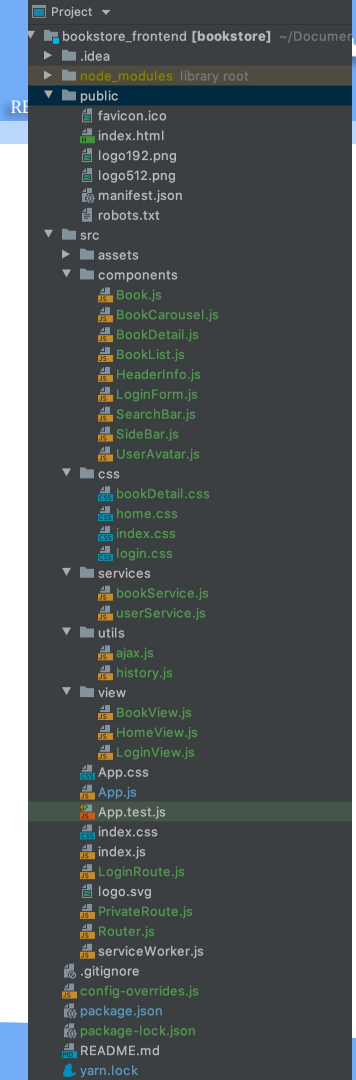 Project
bookstore_frontend [bookstore] ~/Documen
.idea
node_modules library root
public
RE
favicon.ico
index.html
logo192.png
logo512.png
manifest.json
robots.txt
src
assets
components
Book.js
BookCarousel.js
BookDetail.js
BookList.js
HeaderInfo.js
LoginForm.js
SearchBar.js
SideBar.js
UserAvatar.js
css
bookDetail.css
home.css
index.css
login.css
services
bookService.js
userService.js
utils
ajax.js
history.js
view
BookView.js
HomeView.js
LoginView.js
App.css
App.js
App.test.js
index.css
index.js
LoginRoute.js
logo.svg
PrivateRoute.js
Router.js
serviceWorker.js
.gitignore
config-overrides.js
package.json
package-lock.json
README.md
yarn.lock